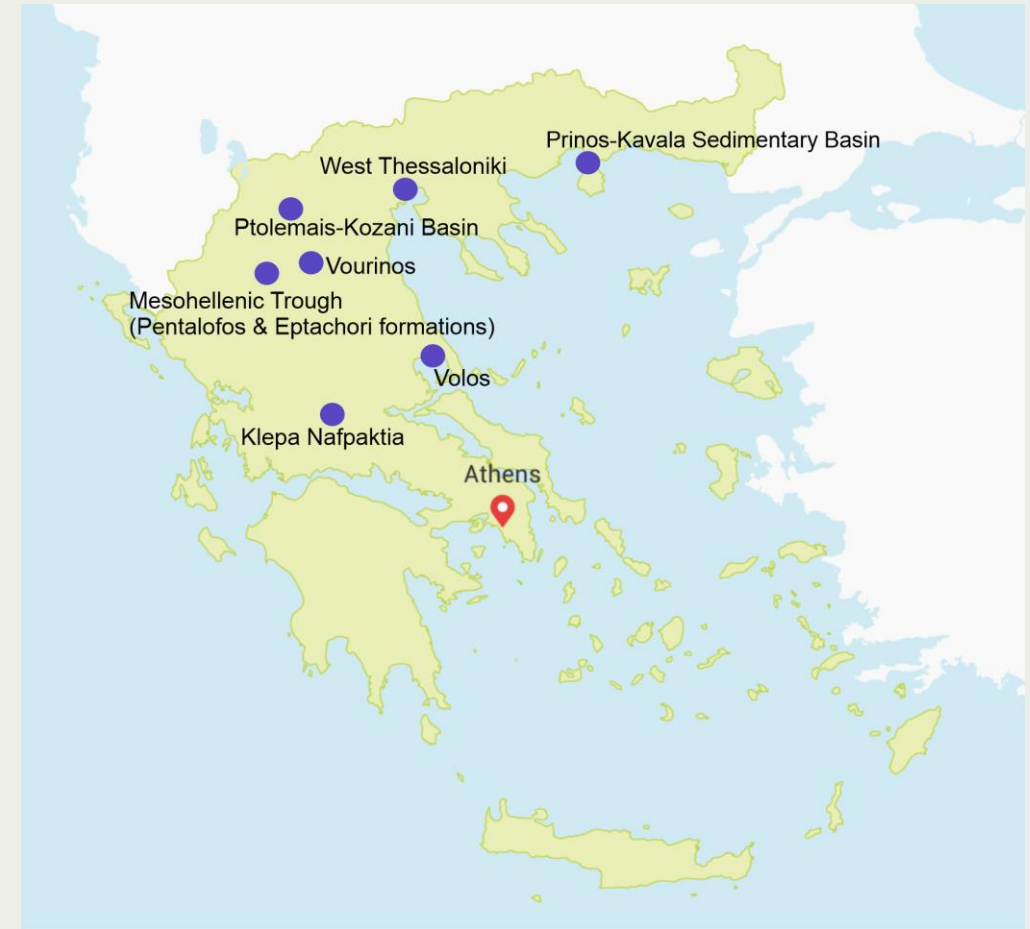 Prinos-Kavala Sedimentary Basin
West Thessaloniki
Ptolemais-Kozani Basin
Vourinos
Mesohellenic Trough
(Pentalofos & Eptachori formations)
Volos
Klepa Nafpaktia
Athens